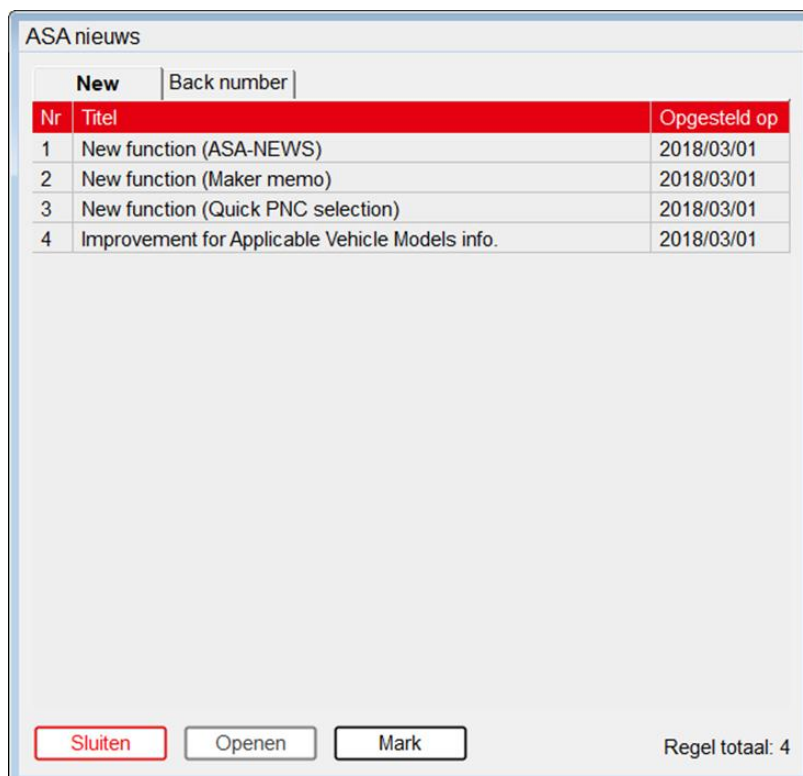 ASA nieuws
New Back number
Nr Titel Opgesteld op
1 New function (ASA-NEWS) 2018/03/01
2 New function (Maker memo) 2018/03/01
3 New function (Quick PNC selection) 2018/03/01
4 Improvement for Applicable Vehicle Models info. 2018/03/01
Sluiten Openen Mark Regel totaal: 4